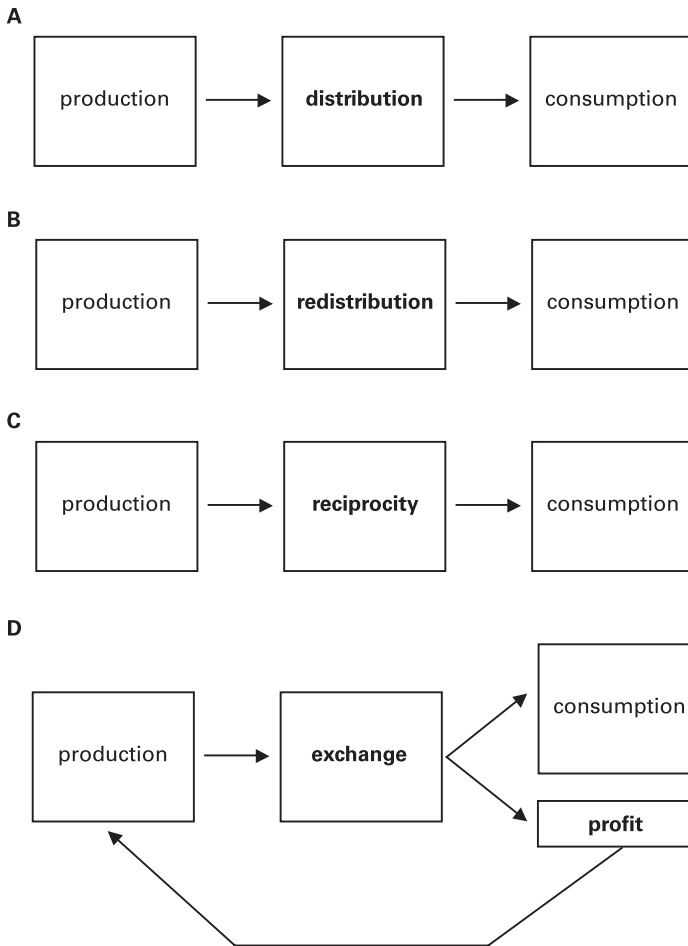 A
production
distribution
consumption
B
production
redistribution
consumption
C
production
reciprocity
consumption
D
production
exchange
consumption
profit